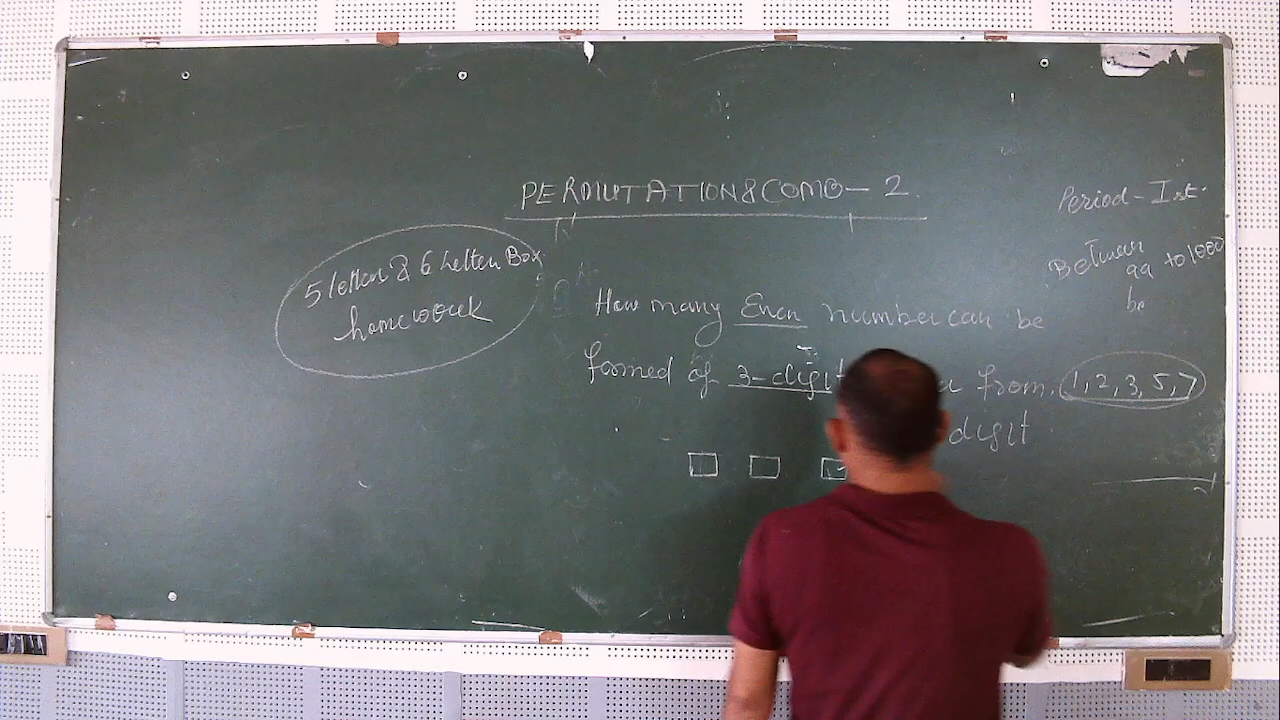 PERMUTATION & COMB - 2
Period - Ist
5 letter & 6 letter Box
homework
Between
99 to 1000
be
How many Even number can be
formed of 3-digit from 1, 2, 3, 5, 7
digit